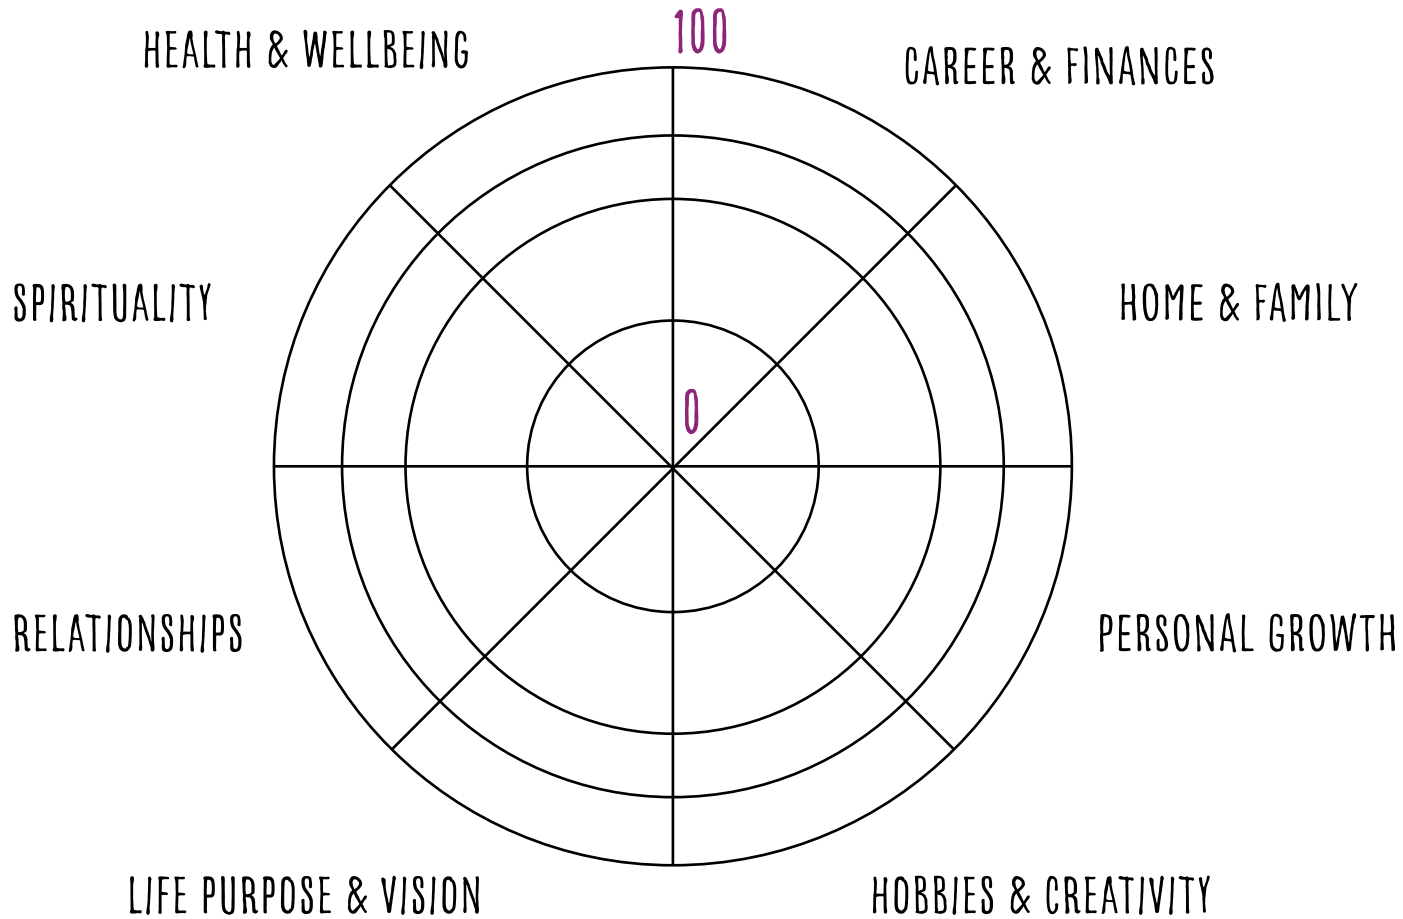 100
HEALTH & WELLBEING
CAREER & FINANCES
SPIRITUALITY
HOME & FAMILY
0
RELATIONSHIPS
PERSONAL GROWTH
LIFE PURPOSE & VISION
HOBBIES & CREATIVITY